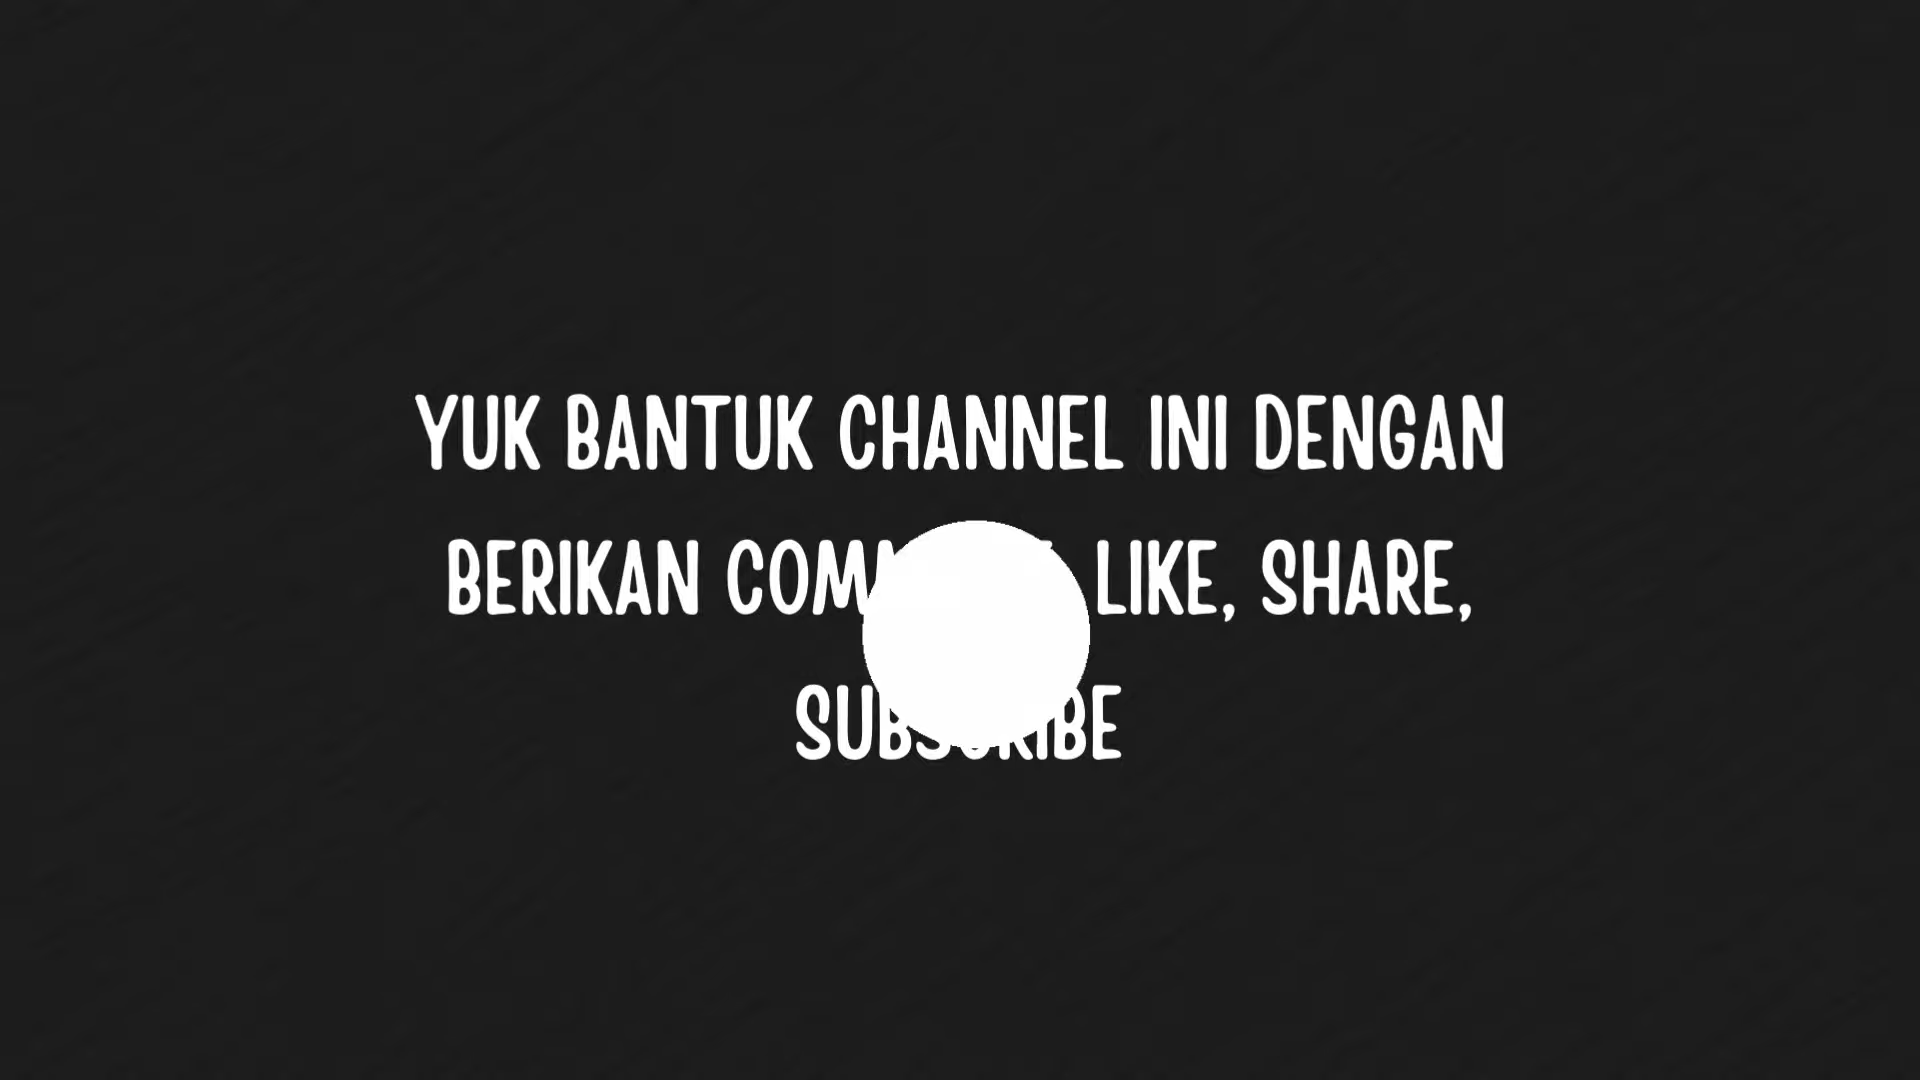 YUK BANTUK CHANNEL INI DENGAN
BERIKAN LIKE, SHARE,
SUBSCRIBE